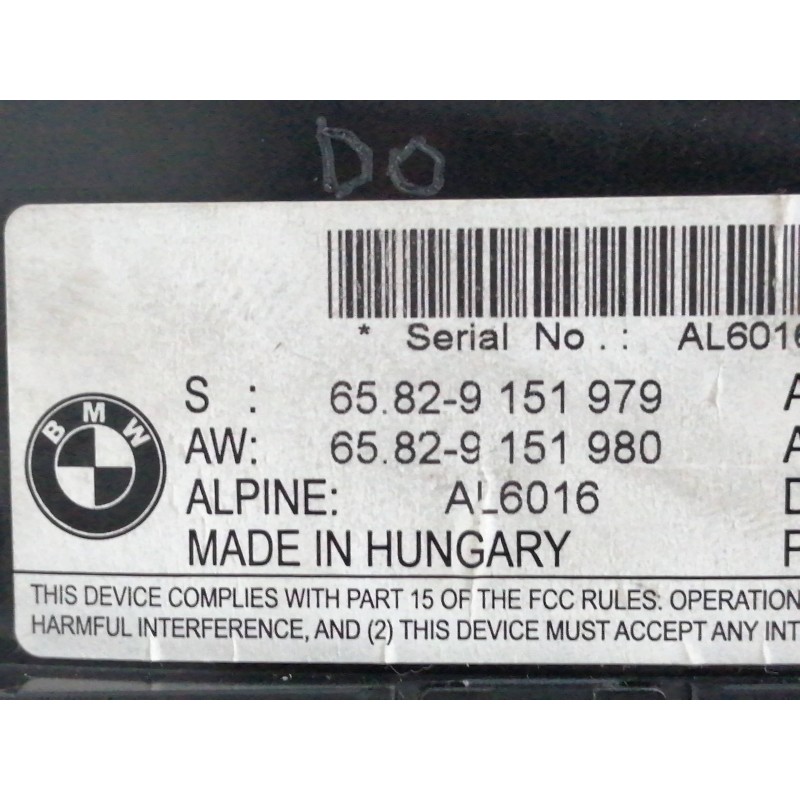 DO
* Serial No.: AL6016
S : 65.82-9 151 979 A
AW: 65.82-9 151 980 A
BMW
ALPINE: AL6016 D
MADE IN HUNGARY F
THIS DEVICE COMPLIES WITH PART 15 OF THE FCC RULES: OPERATION
HARMFUL INTERFERENCE, AND (2) THIS DEVICE MUST ACCEPT ANY INT